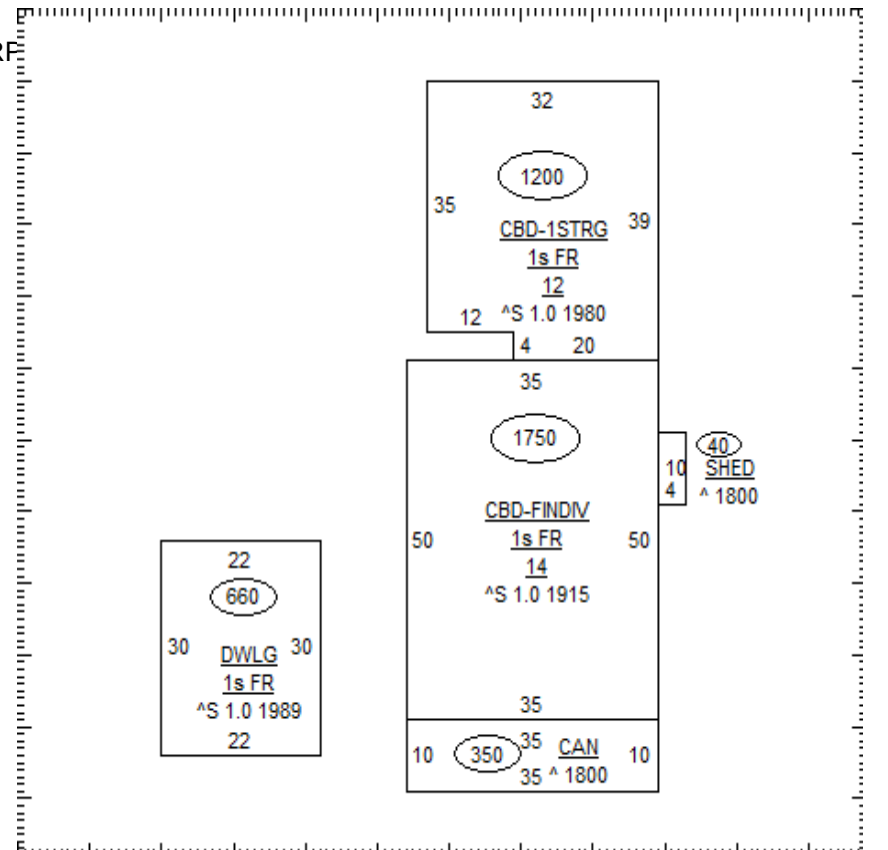 RF
32
1200
35
39
CBD-1STRG
1s FR
12
^S 1.0 1980
12
4 20
35
1750
40
10 SHED
4 ^ 1800
CBD-FINDIV
50 1s FR 50
14
^S 1.0 1915
22
660
30 DWLG 30
1s FR
^S 1.0 1989
22
35
10 350 35 CAN 10
35 ^ 1800